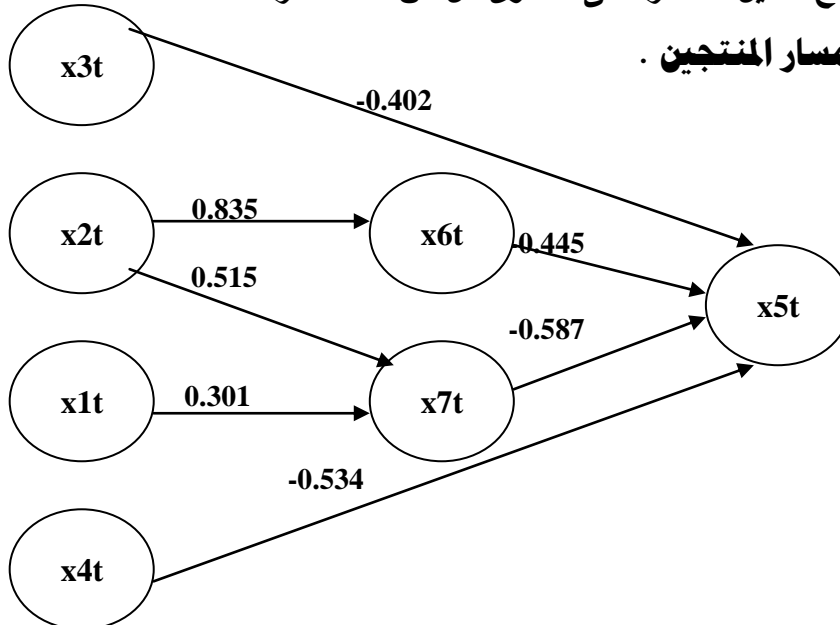 مسار المنتجين .
x3t
-0.402
x2t
0.835
x6t
0.445
0.515
x5t
-0.587
x1t
0.301
x7t
-0.534
x4t